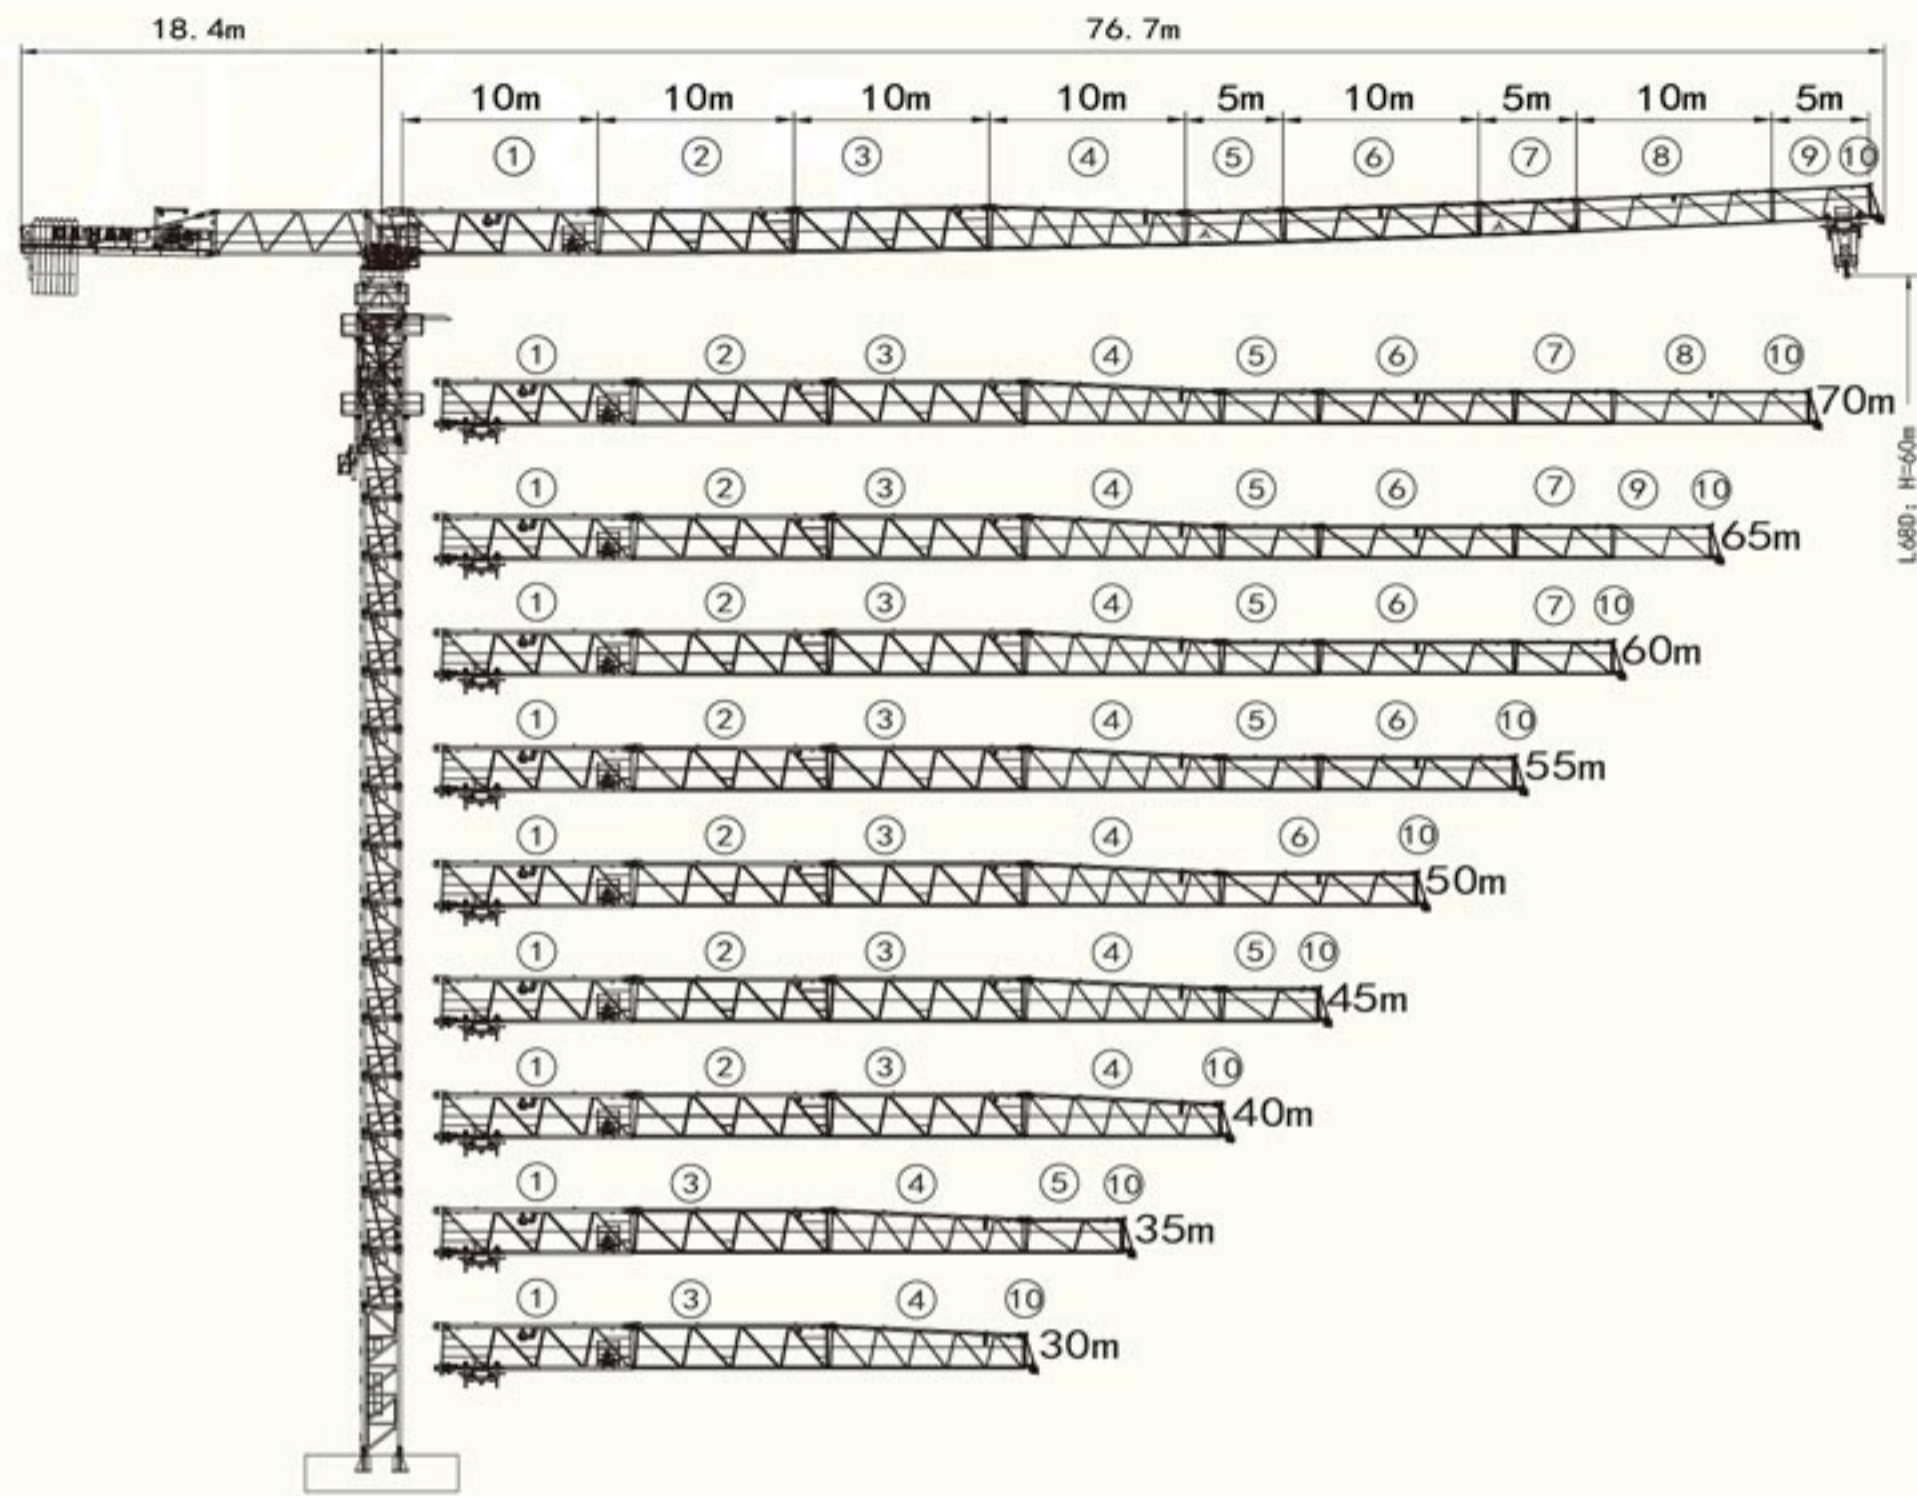 18.4m 76.7m
10m 10m 10m 10m 5m 10m 5m 10m 5m
① ② ③ ④ ⑤ ⑥ ⑦ ⑧ ⑨ ⑩
① ② ③ ④ ⑤ ⑥ ⑦ ⑧ ⑩
70m
① ② ③ ④ ⑤ ⑥ ⑦ ⑨ ⑩
65m
① ② ③ ④ ⑤ ⑥ ⑦ ⑩
60m
① ② ③ ④ ⑤ ⑥ ⑩
55m
① ② ③ ④ ⑥ ⑩
50m
① ② ③ ④ ⑤ ⑩
45m
① ② ③ ④ ⑩
40m
① ③ ④ ⑤ ⑩
35m
① ③ ④ ⑩
30m
L68D; H=60m